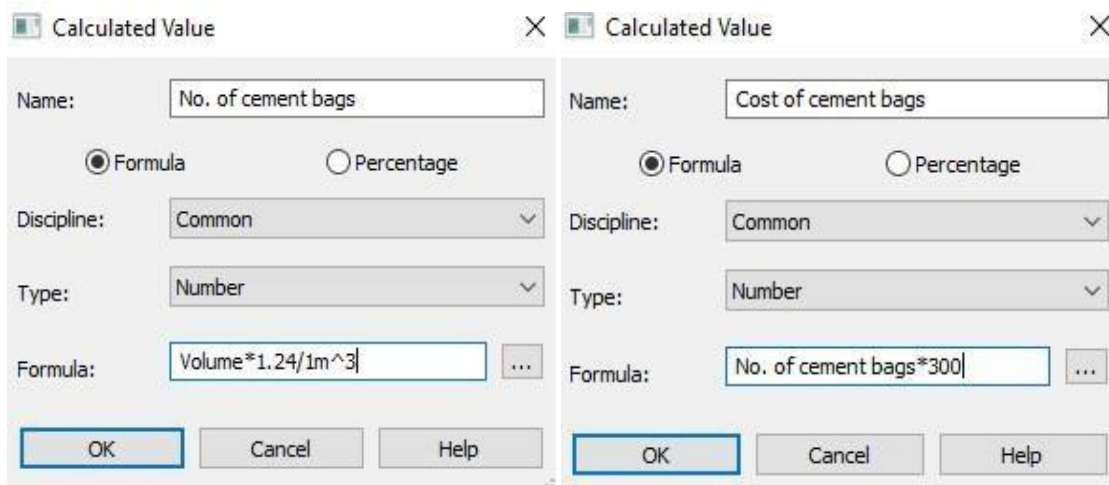 Calculated Value
Name: No. of cement bags
Formula Percentage
Discipline: Common
Type: Number
Formula: Volume*1.24/1m^3 ...
OK Cancel Help
Calculated Value
Name: Cost of cement bags
Formula Percentage
Discipline: Common
Type: Number
Formula: No. of cement bags*300 ...
OK Cancel Help